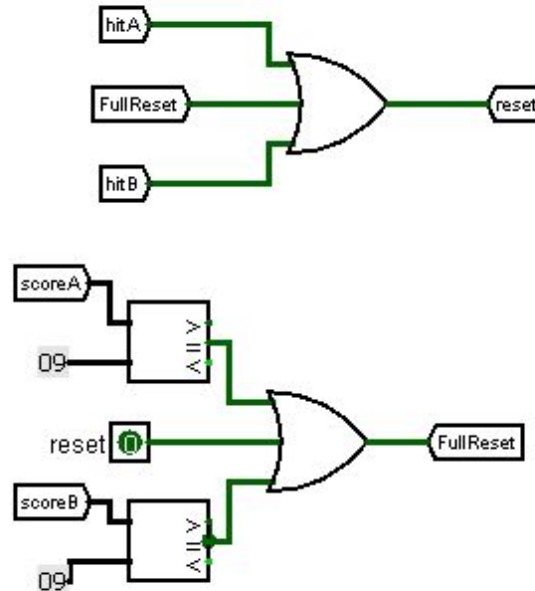 hitA
FullReset
reset
hitB
scoreA
> = <
09
reset
FullReset
scoreB
> = <
09